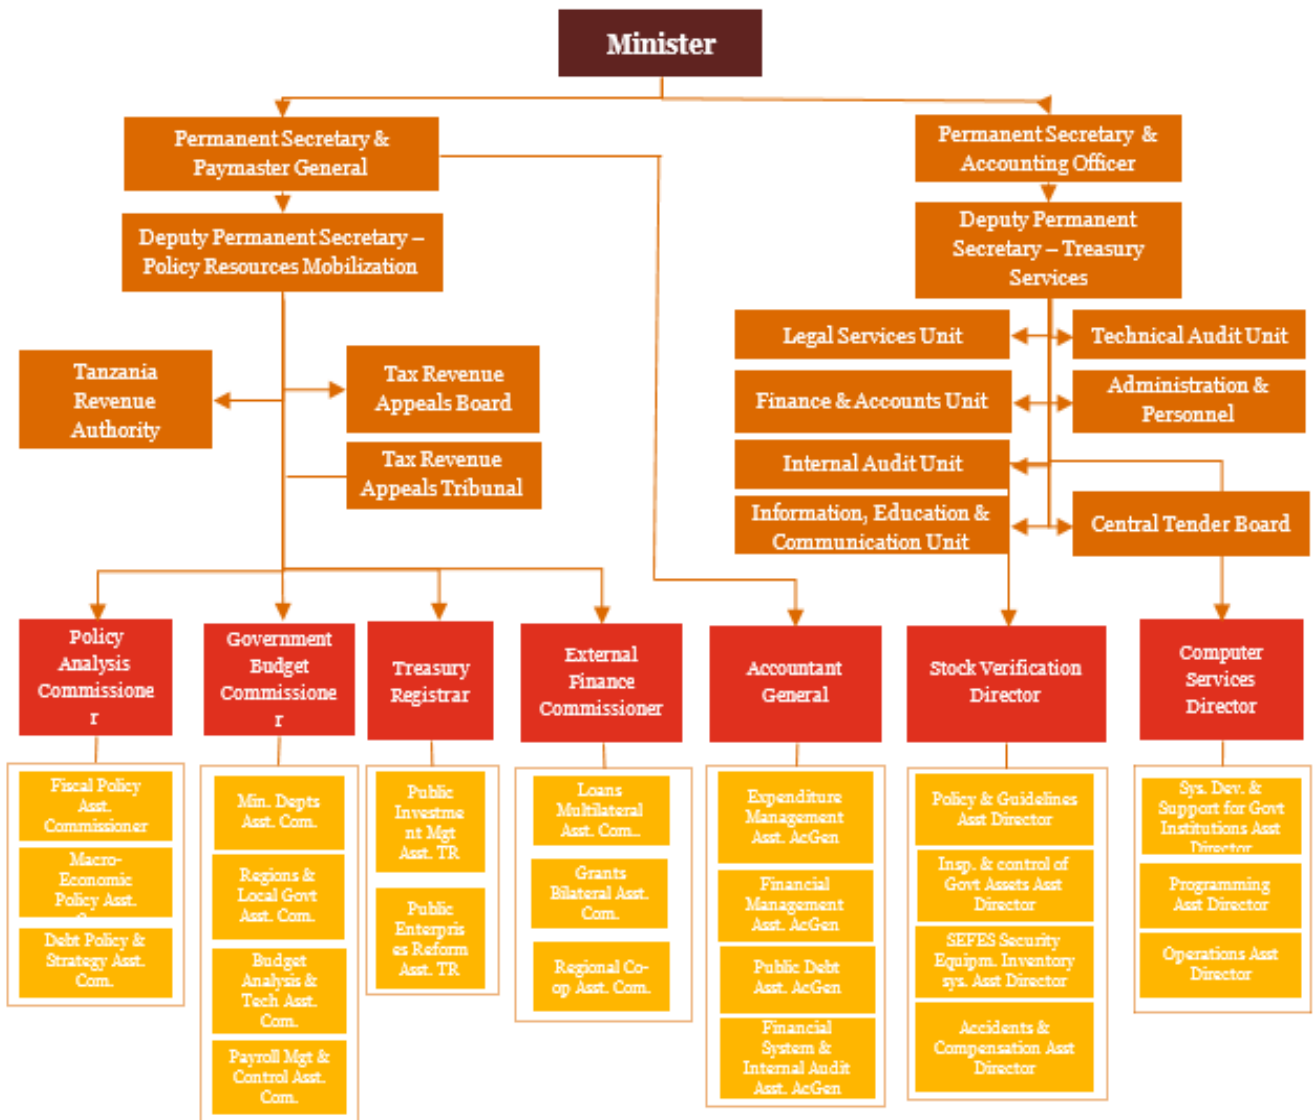 Minister
Permanent Secretary &
Paymaster General
Permanent Secretary &
Accounting Officer
Deputy Permanent Secretary –
Policy Resources Mobilization
Deputy Permanent
Secretary – Treasury
Services
Tanzania
Revenue
Authority
Tax Revenue
Appeals Board
Tax Revenue
Appeals Tribunal
Legal Services Unit
Technical Audit Unit
Finance & Accounts Unit
Administration &
Personnel
Internal Audit Unit
Information, Education &
Communication Unit
Central Tender Board
Policy
Analysis
Commissione
r
Government
Budget
Commissione
r
Treasury
Registrar
External
Finance
Commissioner
Accountant
General
Stock Verification
Director
Computer
Services
Director
Fiscal Policy
Asst.
Commissioner
Macro-
Economic
Policy Asst.
Debt Policy &
Strategy Asst.
Com.
Min. Depts
Asst. Com.
Regions &
Local Govt
Asst. Com.
Budget
Analysis &
Tech Asst.
Com.
Payroll Mgt &
Control Asst.
Com.
Public
Investme
nt Mgt
Asst. TR
Public
Enterpris
es Reform
Asst. TR
Loans
Multilateral
Asst. Com..
Grants
Bilateral Asst.
Com.
Regional Co-
op Asst. Com.
Expenditure
Management
Asst. AcGen
Financial
Management
Asst. AcGen
Public Debt
Asst. AcGen
Financial
System &
Internal Audit
Asst. AcGen
Policy & Guidelines
Asst Director
Insp. & control of
Govt Assets Asst
Director
SEFES Security
Equipm. Inventory
sys. Asst Director
Accidents &
Compensation Asst
Director
Sys. Dev. &
Support for Govt
Institutions Asst
Director
Programming
Asst Director
Operations Asst
Director